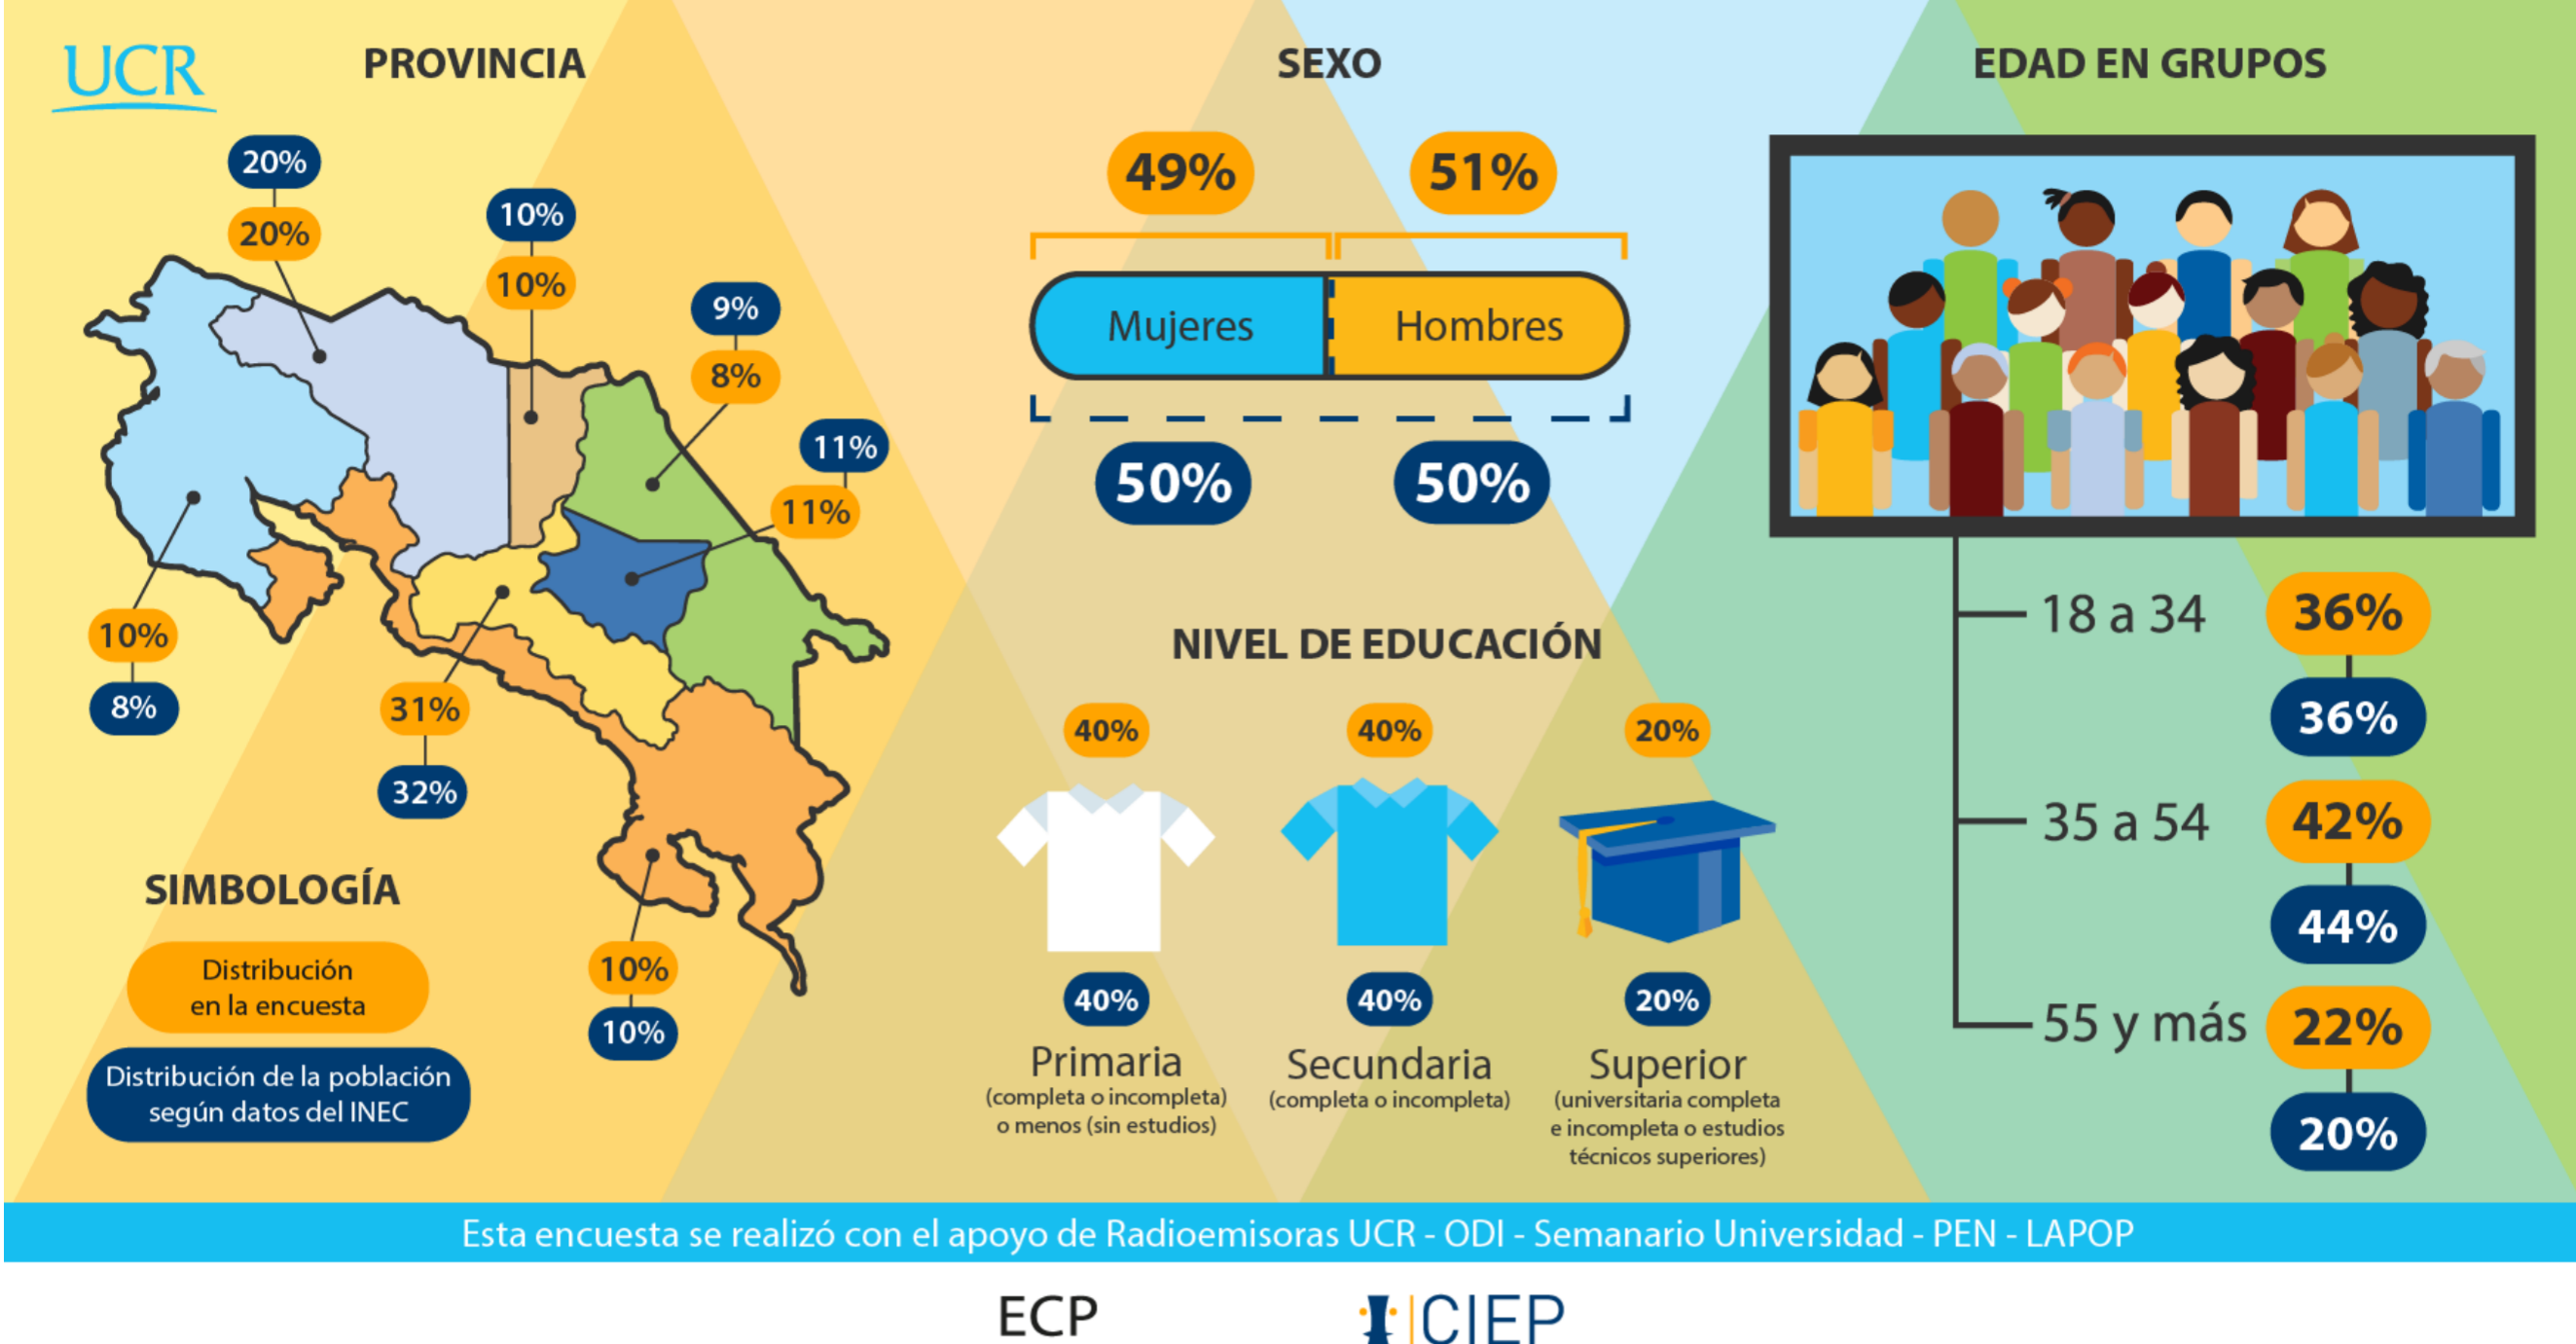 UCR
PROVINCIA
20%
20%
10%
10%
9%
8%
11%
11%
10%
8%
31%
32%
10%
10%
SIMBOLOGÍA
Distribución
en la encuesta
Distribución de la población
según datos del INEC
SEXO
49%
51%
Mujeres
Hombres
50%
50%
NIVEL DE EDUCACIÓN
40%
40%
20%
40%
40%
20%
Primaria
(completa o incompleta)
o menos (sin estudios)
Secundaria
(completa o incompleta)
Superior
(universitaria completa
e incompleta o estudios
técnicos superiores)
EDAD EN GRUPOS
18 a 34
36%
36%
35 a 54
42%
44%
55 y más
22%
20%
Esta encuesta se realizó con el apoyo de Radioemisoras UCR - ODI - Semanario Universidad - PEN - LAPOP
ECP
CIEP